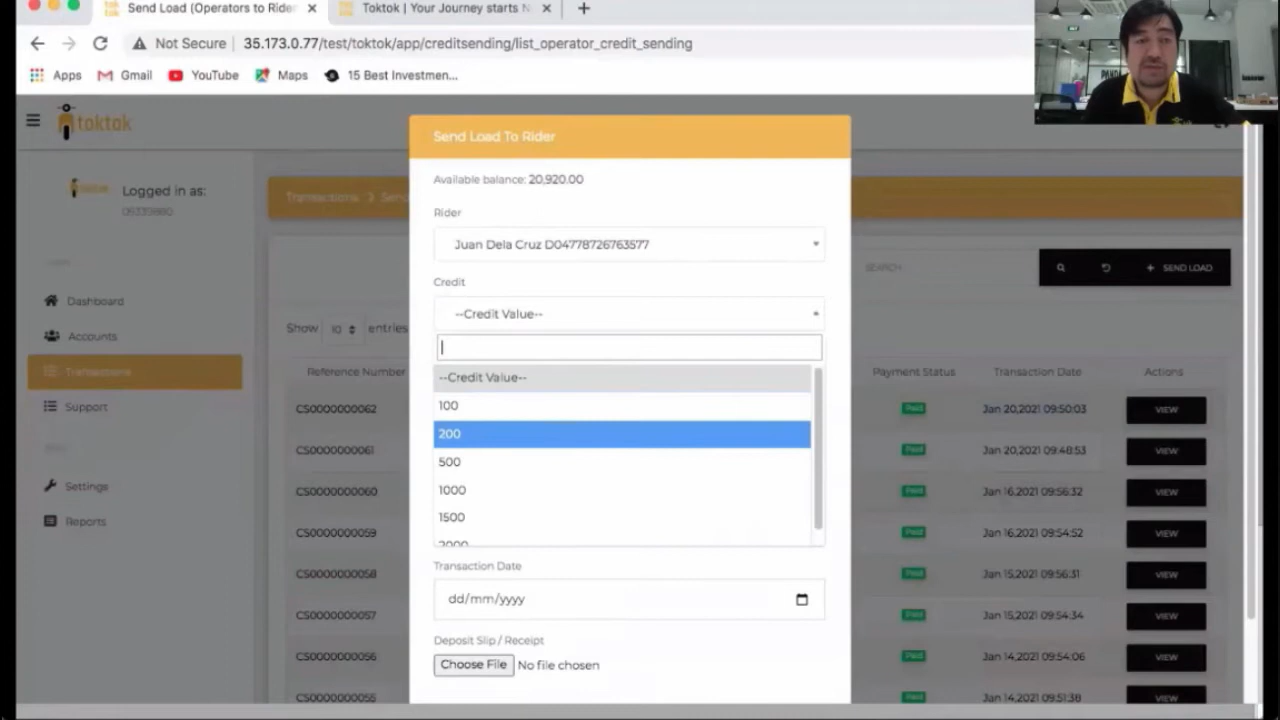 Send Load (Operators to Rider
Toktok | Your Journey starts N
Not Secure
35.173.0.77/test/toktok/app/creditsending/list_operator_credit_sending
Apps
Gmail
YouTube
Maps
15 Best Investmen...
toktok
Logged in as:
Dashboard
Accounts
Transactions
Support
Settings
Reports
Transactions > Send
SEARCH
+ SEND LOAD
Show 10 entries
Reference Number
Payment Status
Transaction Date
Actions
CS0000000062
Paid
Jan 20,2021 09:50:03
VIEW
CS0000000061
Paid
Jan 20,2021 09:48:53
VIEW
CS0000000060
Paid
Jan 16,2021 09:56:32
VIEW
CS0000000059
Paid
Jan 16,2021 09:54:52
VIEW
CS0000000058
Paid
Jan 15,2021 09:56:31
VIEW
CS0000000057
Paid
Jan 15,2021 09:54:34
VIEW
CS0000000056
Paid
Jan 14,2021 09:54:06
VIEW
CS0000000055
Paid
Jan 14,2021 09:51:38
VIEW
Send Load To Rider
Available balance: 20,920.00
Rider
Juan Dela Cruz D04778726763577
Credit
--Credit Value--
--Credit Value--
100
200
500
1000
1500
2000
Transaction Date
dd/mm/yyyy
Deposit Slip / Receipt
Choose File
No file chosen